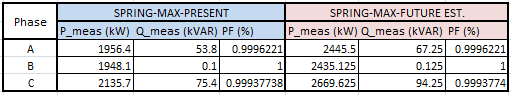 Phase SPRING-MAX-PRESENT SPRING-MAX-FUTURE EST.
P_meas (kW) Q_meas (kVAR) PF (%) P_meas (kW) Q_meas (kVAR) PF (%)
A 1956.4 53.8 0.9996221 2445.5 67.25 0.9996221
B 1948.1 0.1 1 2435.125 0.125 1
C 2135.7 75.4 0.99937738 2669.625 94.25 0.9993774